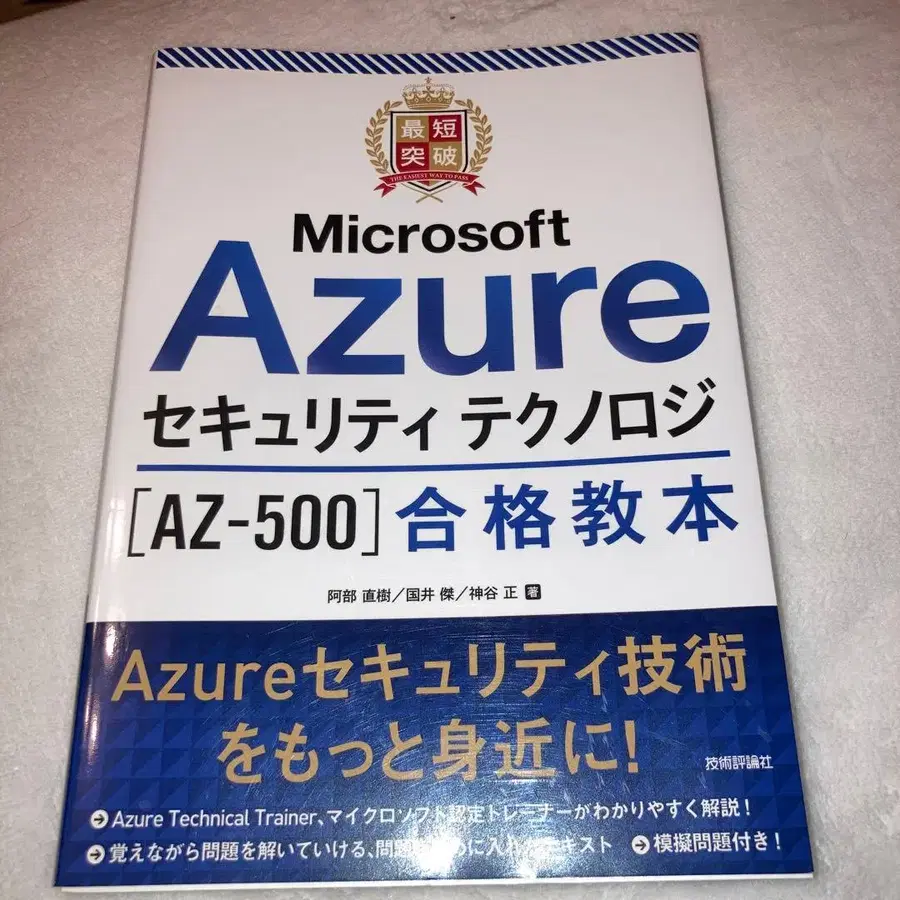 最短
突破
THE EASIEST WAY TO PASS
Microsoft
Azure
セキュリティ テクノロジ
[AZ-500] 合格教本
阿部 直樹/国井 傑/神谷 正 著
Azureセキュリティ技術
をもっと身近に!
技術評論社
Azure Technical Trainer、マイクロソフト認定トレーナーがわかりやすく解説!
覚えながら問題を解いていける、問題 に入れ キスト
模擬問題付き!